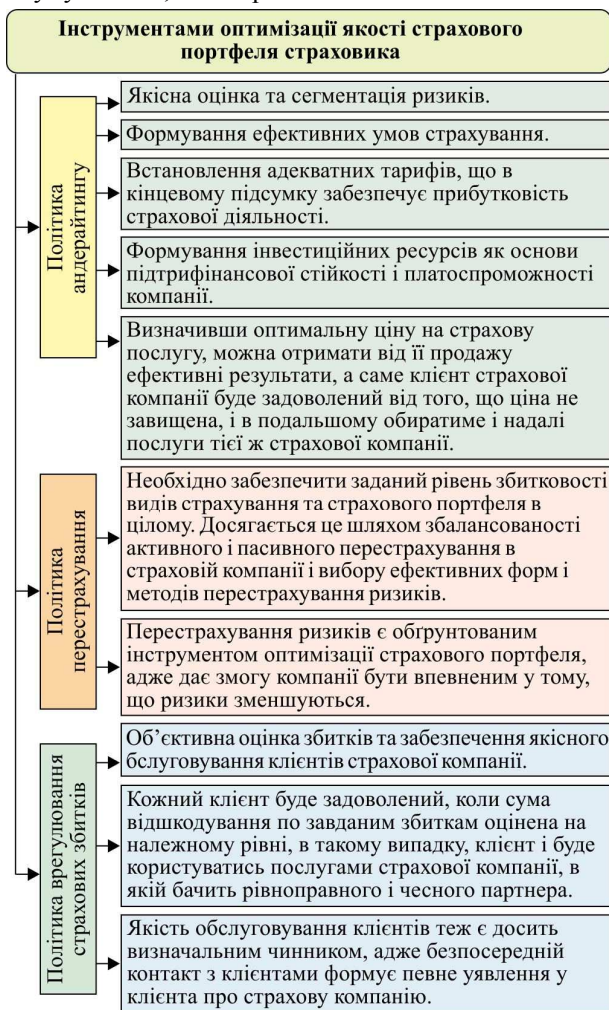 Інструментами оптимізації якості страхового
портфеля страховика
Політика
андерайтингу
Якісна оцінка та сегментація ризиків.
Формування ефективних умов страхування.
Встановлення адекватних тарифів, що в
кінцевому підсумку забезпечує прибутковість
страхової діяльності.
Формування інвестиційних ресурсів як основи
підтрифінансової стійкості і платоспроможності
компанії.
Визначивши оптимальну ціну на страхову
послугу, можна отримати від її продажу
ефективні результати, а саме клієнт страхової
компанії буде задоволений від того, що ціна не
завищена, і в подальшому обиратиме і надалі
послуги тієї ж страхової компанії.
Політика
перестрахування
Необхідно забезпечити заданий рівень збитковості
видів страхування та страхового портфеля в
цілому. Досягається це шляхом збалансованості
активного і пасивного перестрахування в
страховій компанії і вибору ефективних форм і
методів перестрахування ризиків.
Перестрахування ризиків є обґрунтованим
інструментом оптимізації страхового портфеля,
адже дає змогу компанії бути впевненим у тому,
що ризики зменшуються.
Політика врегулювання
страхових збитків
Об’єктивна оцінка збитків та забезпечення якісного
бслуговування клієнтів страхової компанії.
Кожний клієнт буде задоволений, коли сума
відшкодування по завданим збиткам оцінена на
належному рівні, в такому випадку, клієнт і буде
користуватись послугами страхової компанії, в
якій бачить рівноправного і чесного партнера.
Якість обслуговування клієнтів теж є досить
визначальним чинником, адже безпосередній
контакт з клієнтами формує певне уявлення у
клієнта про страхову компанію.